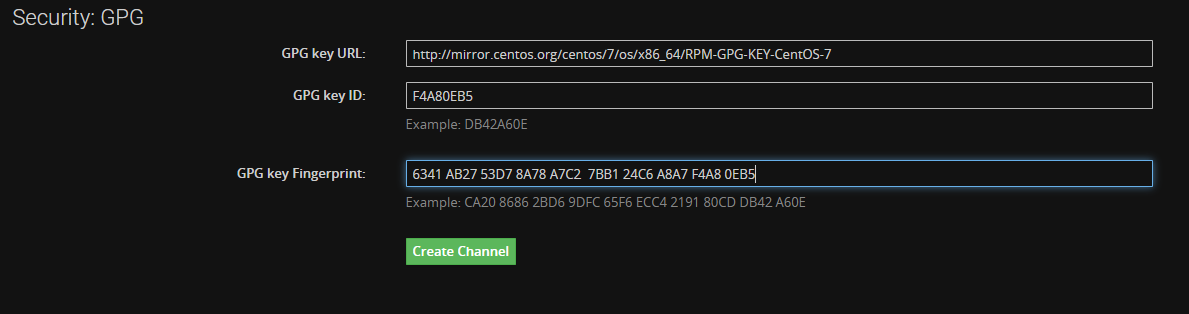 Security: GPG
GPG key URL: http://mirror.centos.org/centos/7/os/x86_64/RPM-GPG-KEY-CentOS-7
GPG key ID: F4A80EB5
Example: DB42A60E
GPG key Fingerprint: 6341 AB27 53D7 8A78 A7C2  7BB1 24C6 A8A7 F4A8 0EB5
Example: CA20 8686 2BD6 9DFC 65F6 ECC4 2191 80CD DB42 A60E
Create Channel